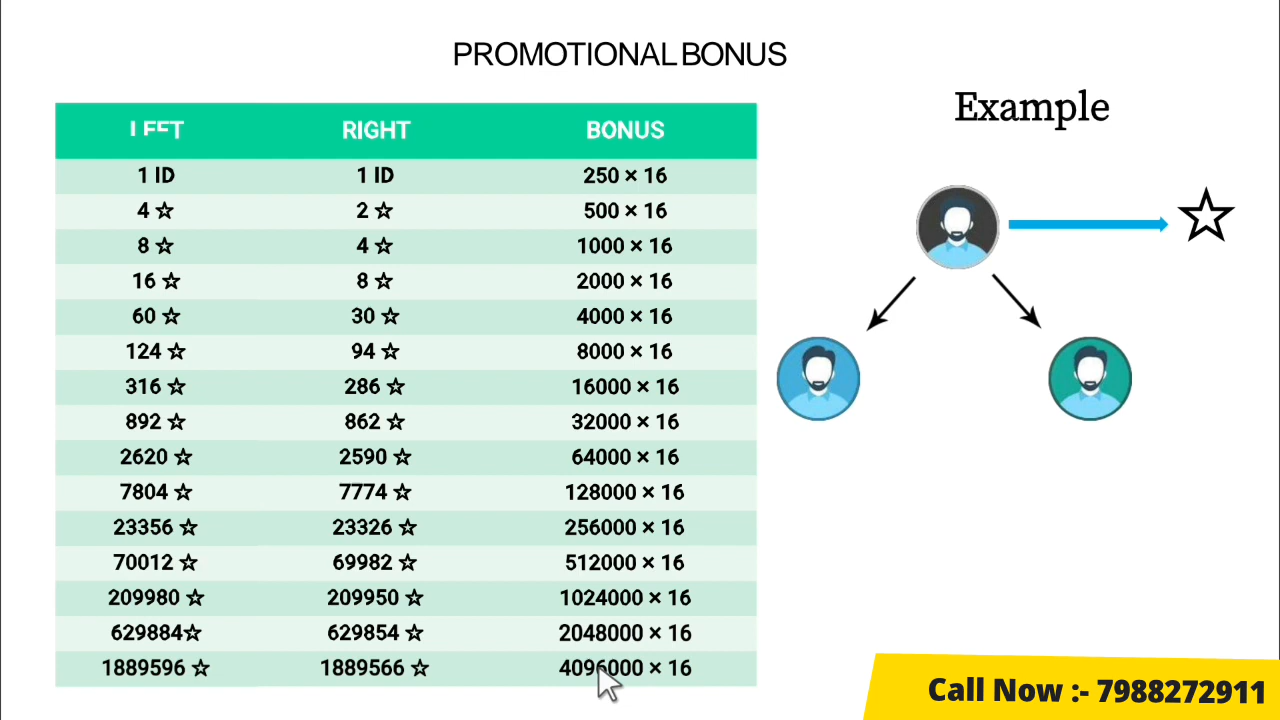 PROMOTIONAL BONUS
Example
LEFT RIGHT BONUS
1 ID 1 ID 250 × 16
4 ☆ 2 ☆ 500 × 16
8 ☆ 4 ☆ 1000 × 16
16 ☆ 8 ☆ 2000 × 16
60 ☆ 30 ☆ 4000 × 16
124 ☆ 94 ☆ 8000 × 16
316 ☆ 286 ☆ 16000 × 16
892 ☆ 862 ☆ 32000 × 16
2620 ☆ 2590 ☆ 64000 × 16
7804 ☆ 7774 ☆ 128000 × 16
23356 ☆ 23326 ☆ 256000 × 16
70012 ☆ 69982 ☆ 512000 × 16
209980 ☆ 209950 ☆ 1024000 × 16
629884☆ 629854 ☆ 2048000 × 16
1889596 ☆ 1889566 ☆ 4096000 × 16
Call Now :- 7988272911